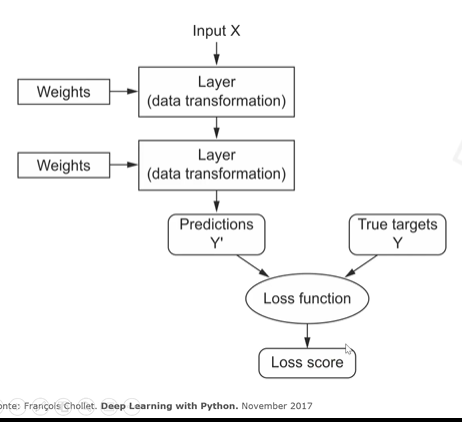 Input X
Weights
Layer
(data transformation)
Weights
Layer
(data transformation)
Predictions
Y'
True targets
Y
Loss function
Loss score
onte: François Chollet. Deep Learning with Python. November 2017